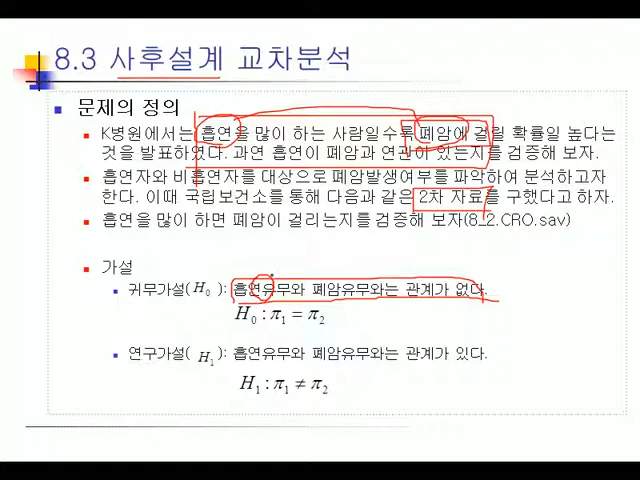 8.3 사후설계 교차분석
문제의 정의
K병원에서는 흡연을 많이 하는 사람일수록 폐암에 걸릴 확률일 높다는
것을 발표하였다. 과연 흡연이 폐암과 연관이 있는지를 검증해 보자.
흡연자와 비흡연자를 대상으로 폐암발생여부를 파악하여 분석하고자
한다. 이때 국립보건소를 통해 다음과 같은 2차 자료를 구했다고 하자.
흡연을 많이 하면 폐암이 걸리는지를 검증해 보자(8_2.CRO.sav)
가설
귀무가설( H₀ ): 흡연유무와 폐암유무와는 관계가 없다.
H₀ : π₁ = π₂
연구가설( H₁ ): 흡연유무와 폐암유무와는 관계가 있다.
H₁ : π₁ ≠ π₂